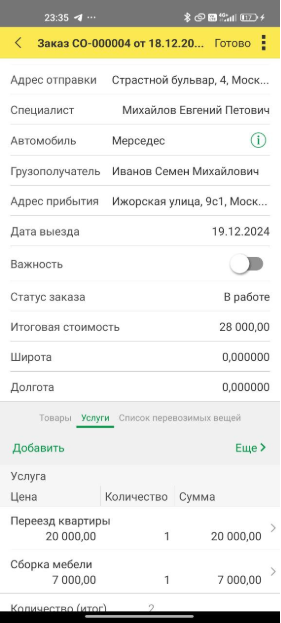 23:35
Заказ СО-000004 от 18.12.20... Готово
Адрес отправки Страстной бульвар, 4, Моск...
Специалист Михайлов Евгений Петович
Автомобиль Мерседес
Грузополучатель Иванов Семен Михайлович
Адрес прибытия Ижорская улица, 9с1, Моск...
Дата выезда 19.12.2024
Важность
Статус заказа В работе
Итоговая стоимость 28 000,00
Широта 0,000000
Долгота 0,000000
Товары Услуги Список перевозимых вещей
Добавить Еще
Услуга
Цена Количество Сумма
Переезд квартиры
20 000,00 1 20 000,00
Сборка мебели
7 000,00 1 7 000,00
Количество (итог) 2